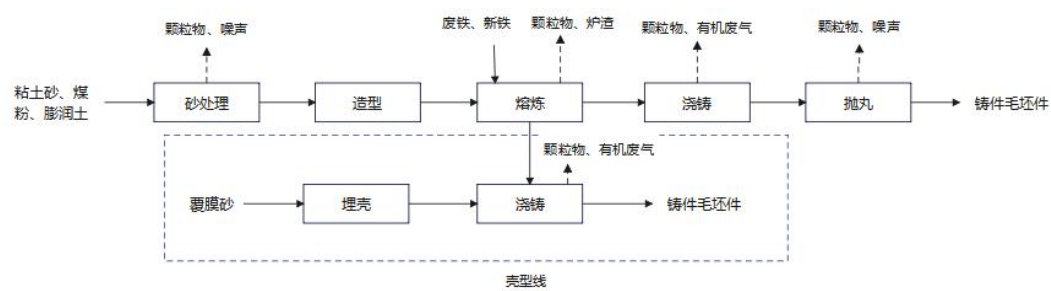 颗粒物、噪声
废铁、新铁
颗粒物、炉渣
颗粒物、有机废气
颗粒物、噪声
粘土砂、煤
粉、膨润土
砂处理
造型
熔炼
浇铸
抛丸
铸件毛坯件
颗粒物、有机废气
覆膜砂
埋壳
浇铸
铸件毛坯件
壳型线